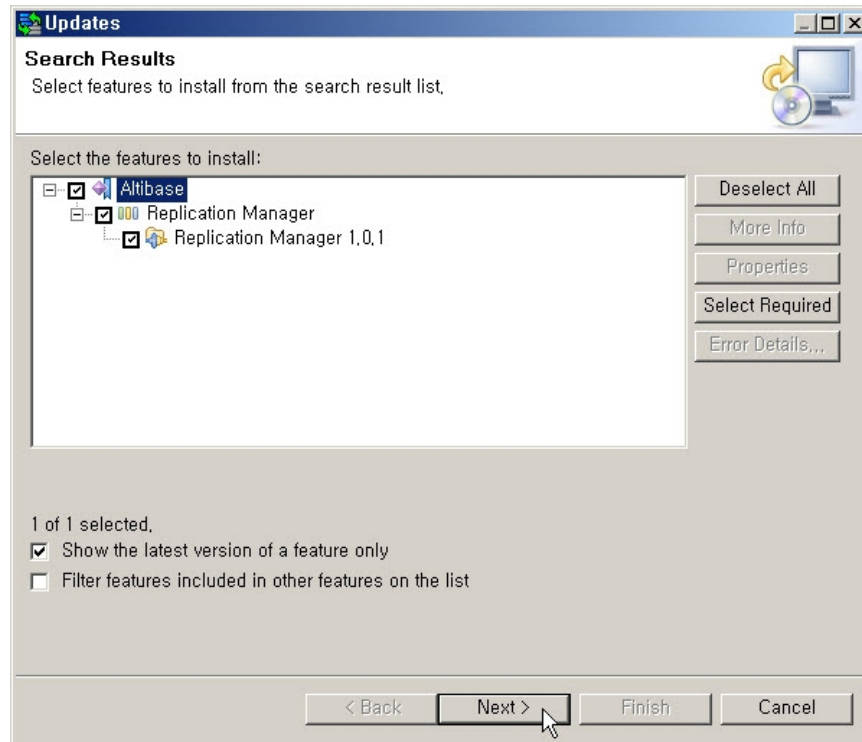 Updates
Search Results
Select features to install from the search result list,
Select the features to install:
Altibase
Replication Manager
Replication Manager 1,0,1
Deselect All
More Info
Properties
Select Required
Error Details,,,
1 of 1 selected,
Show the latest version of a feature only
Filter features included in other features on the list
< Back
Next >
Finish
Cancel